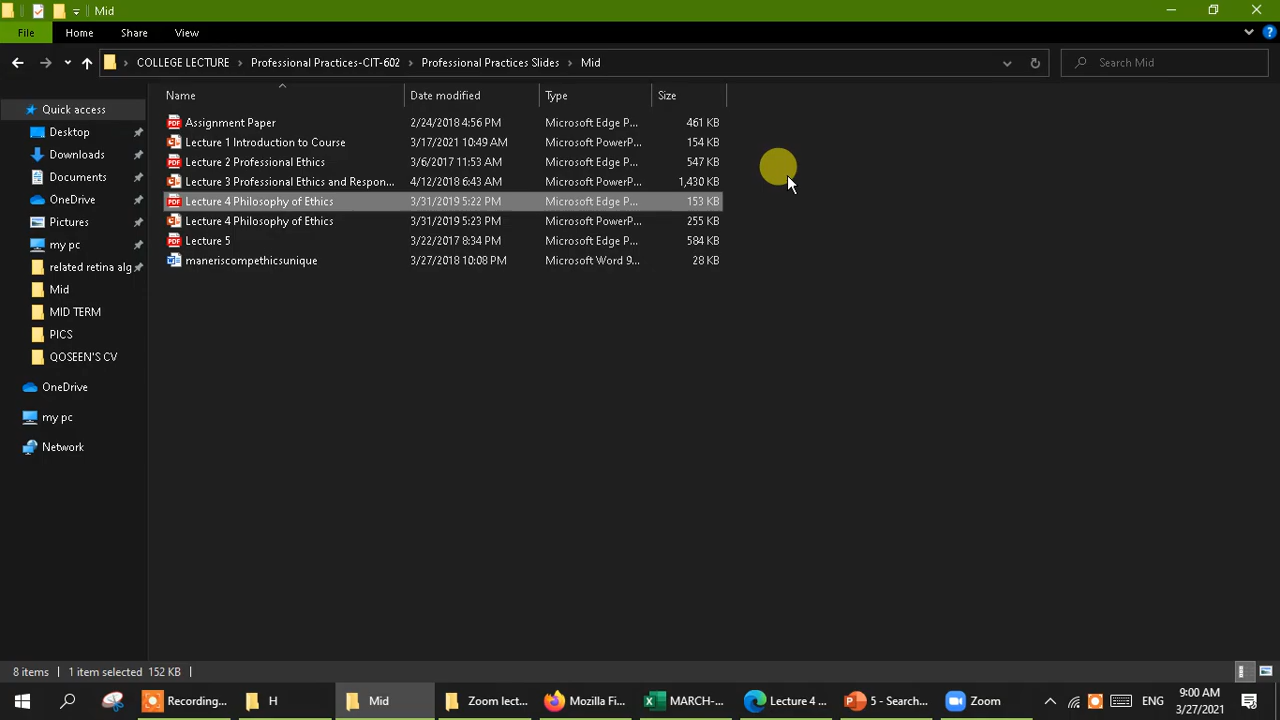 Mid
File Home Share View
COLLEGE LECTURE Professional Practices-CIT-602 Professional Practices Slides Mid Search Mid
Name Date modified Type Size
Assignment Paper 2/24/2018 4:56 PM Microsoft Edge P... 461 KB
Lecture 1 Introduction to Course 3/17/2021 10:49 AM Microsoft PowerP... 154 KB
Lecture 2 Professional Ethics 3/6/2017 11:53 AM Microsoft Edge P... 547 KB
Lecture 3 Professional Ethics and Respon... 4/12/2018 6:43 AM Microsoft PowerP... 1,430 KB
Lecture 4 Philosophy of Ethics 3/31/2019 5:22 PM Microsoft Edge P... 153 KB
Lecture 4 Philosophy of Ethics 3/31/2019 5:23 PM Microsoft PowerP... 255 KB
Lecture 5 3/22/2017 8:34 PM Microsoft Edge P... 584 KB
maneriscompethicsunique 3/27/2018 10:08 PM Microsoft Word 9... 28 KB
Quick access
Desktop
Downloads
Documents
OneDrive
Pictures
my pc
related retina alg
Mid
MID TERM
PICS
QOSEEN'S CV
OneDrive
my pc
Network
8 items 1 item selected 152 KB
Recording... H Mid Zoom lect... Mozilla Fi... MARCH-... Lecture 4 ... 5 - Search... Zoom ENG 9:00 AM
3/27/2021